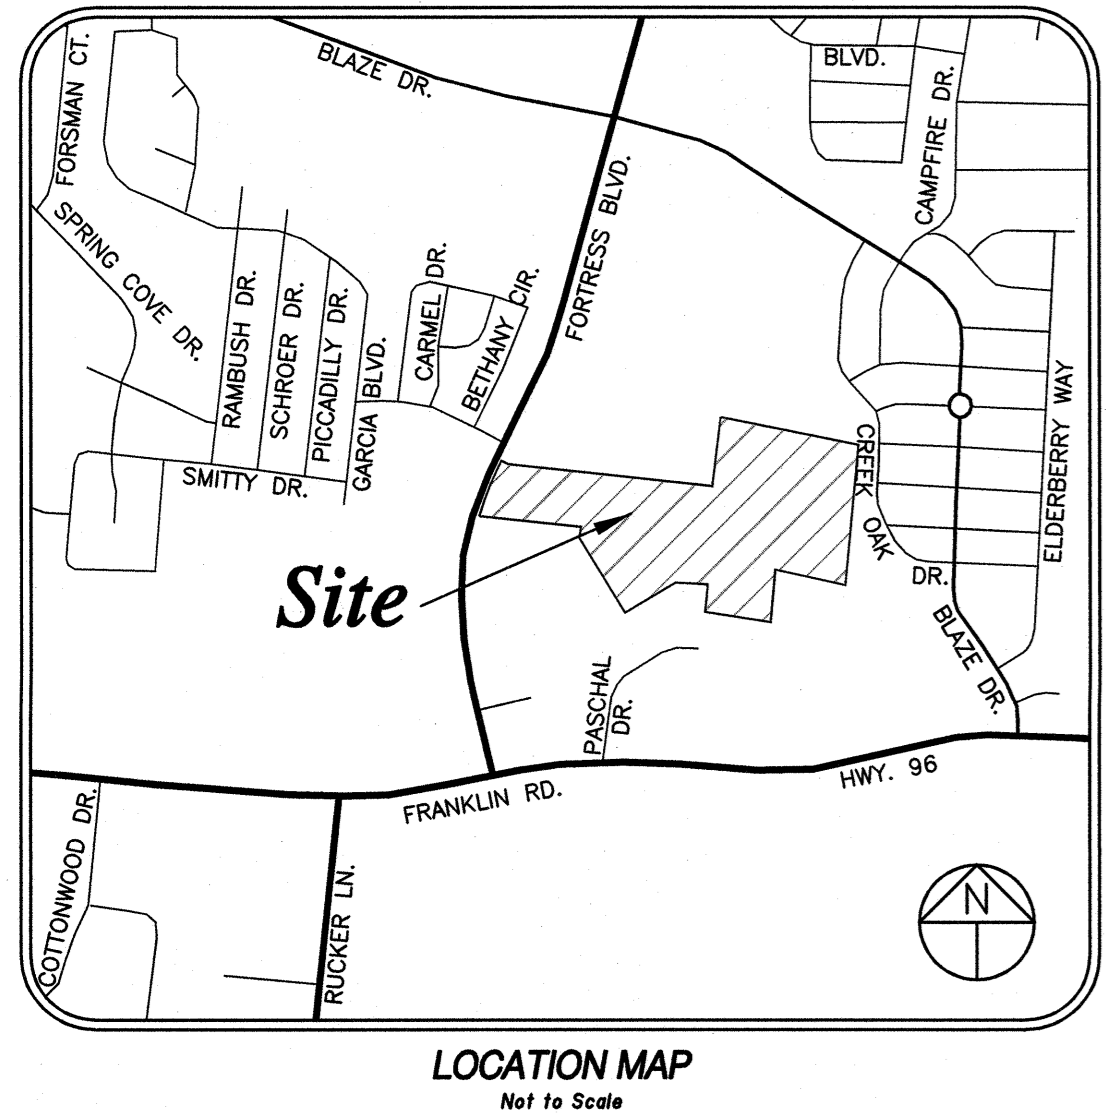 FORSMAN CT.
BLAZE DR.
BLVD.
CAMPFIRE DR.
FORTRESS BLVD.
SPRING COVE DR.
RAMBUSH DR.
SCHROER DR.
PICCADILLY DR.
GARCIA BLVD.
CARMEL DR.
BETHANY CIR.
SMITTY DR.
CREEK OAK DR.
ELDERBERRY WAY
Site
BLAZE DR.
PASCHAL
DR.
HWY. 96
FRANKLIN RD.
COTTONWOOD DR.
RUCKER LN.
N
LOCATION MAP
Not to Scale